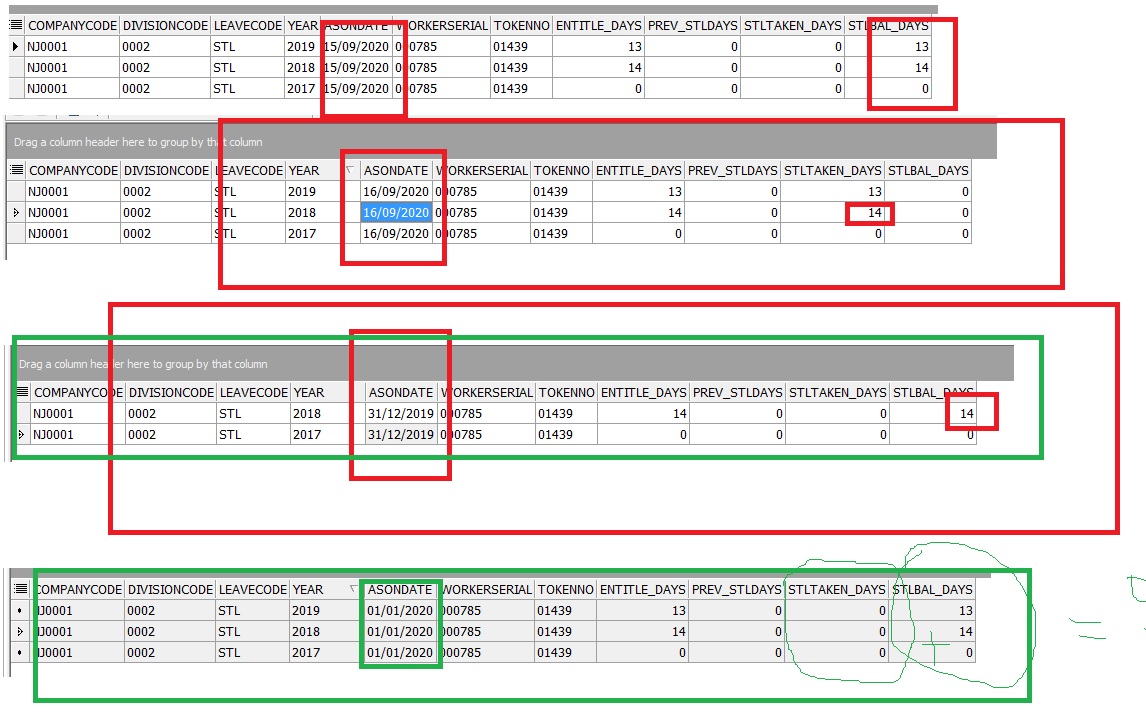 COMPANYCODE DIVISIONCODE LEAVECODE YEAR ASONDATE WORKERSERIAL TOKENNO ENTITLE_DAYS PREV_STLDAYS STLTAKEN_DAYS STLBAL_DAYS
NJ0001 0002 STL 2019 15/09/2020 000785 01439 13 0 0 13
NJ0001 0002 STL 2018 15/09/2020 000785 01439 14 0 0 14
NJ0001 0002 STL 2017 15/09/2020 000785 01439 0 0 0 0
Drag a column header here to group by that column
COMPANYCODE DIVISIONCODE LEAVECODE YEAR ASONDATE WORKERSERIAL TOKENNO ENTITLE_DAYS PREV_STLDAYS STLTAKEN_DAYS STLBAL_DAYS
NJ0001 0002 STL 2019 16/09/2020 000785 01439 13 0 13 0
NJ0001 0002 STL 2018 16/09/2020 000785 01439 14 0 14 0
NJ0001 0002 STL 2017 16/09/2020 000785 01439 0 0 0 0
Drag a column header here to group by that column
COMPANYCODE DIVISIONCODE LEAVECODE YEAR ASONDATE WORKERSERIAL TOKENNO ENTITLE_DAYS PREV_STLDAYS STLTAKEN_DAYS STLBAL_DAYS
NJ0001 0002 STL 2018 31/12/2019 000785 01439 14 0 0 14
NJ0001 0002 STL 2017 31/12/2019 000785 01439 0 0 0 0
COMPANYCODE DIVISIONCODE LEAVECODE YEAR ASONDATE WORKERSERIAL TOKENNO ENTITLE_DAYS PREV_STLDAYS STLTAKEN_DAYS STLBAL_DAYS
NJ0001 0002 STL 2019 01/01/2020 000785 01439 13 0 0 13
NJ0001 0002 STL 2018 01/01/2020 000785 01439 14 0 0 14
NJ0001 0002 STL 2017 01/01/2020 000785 01439 0 0 0 0
+ =